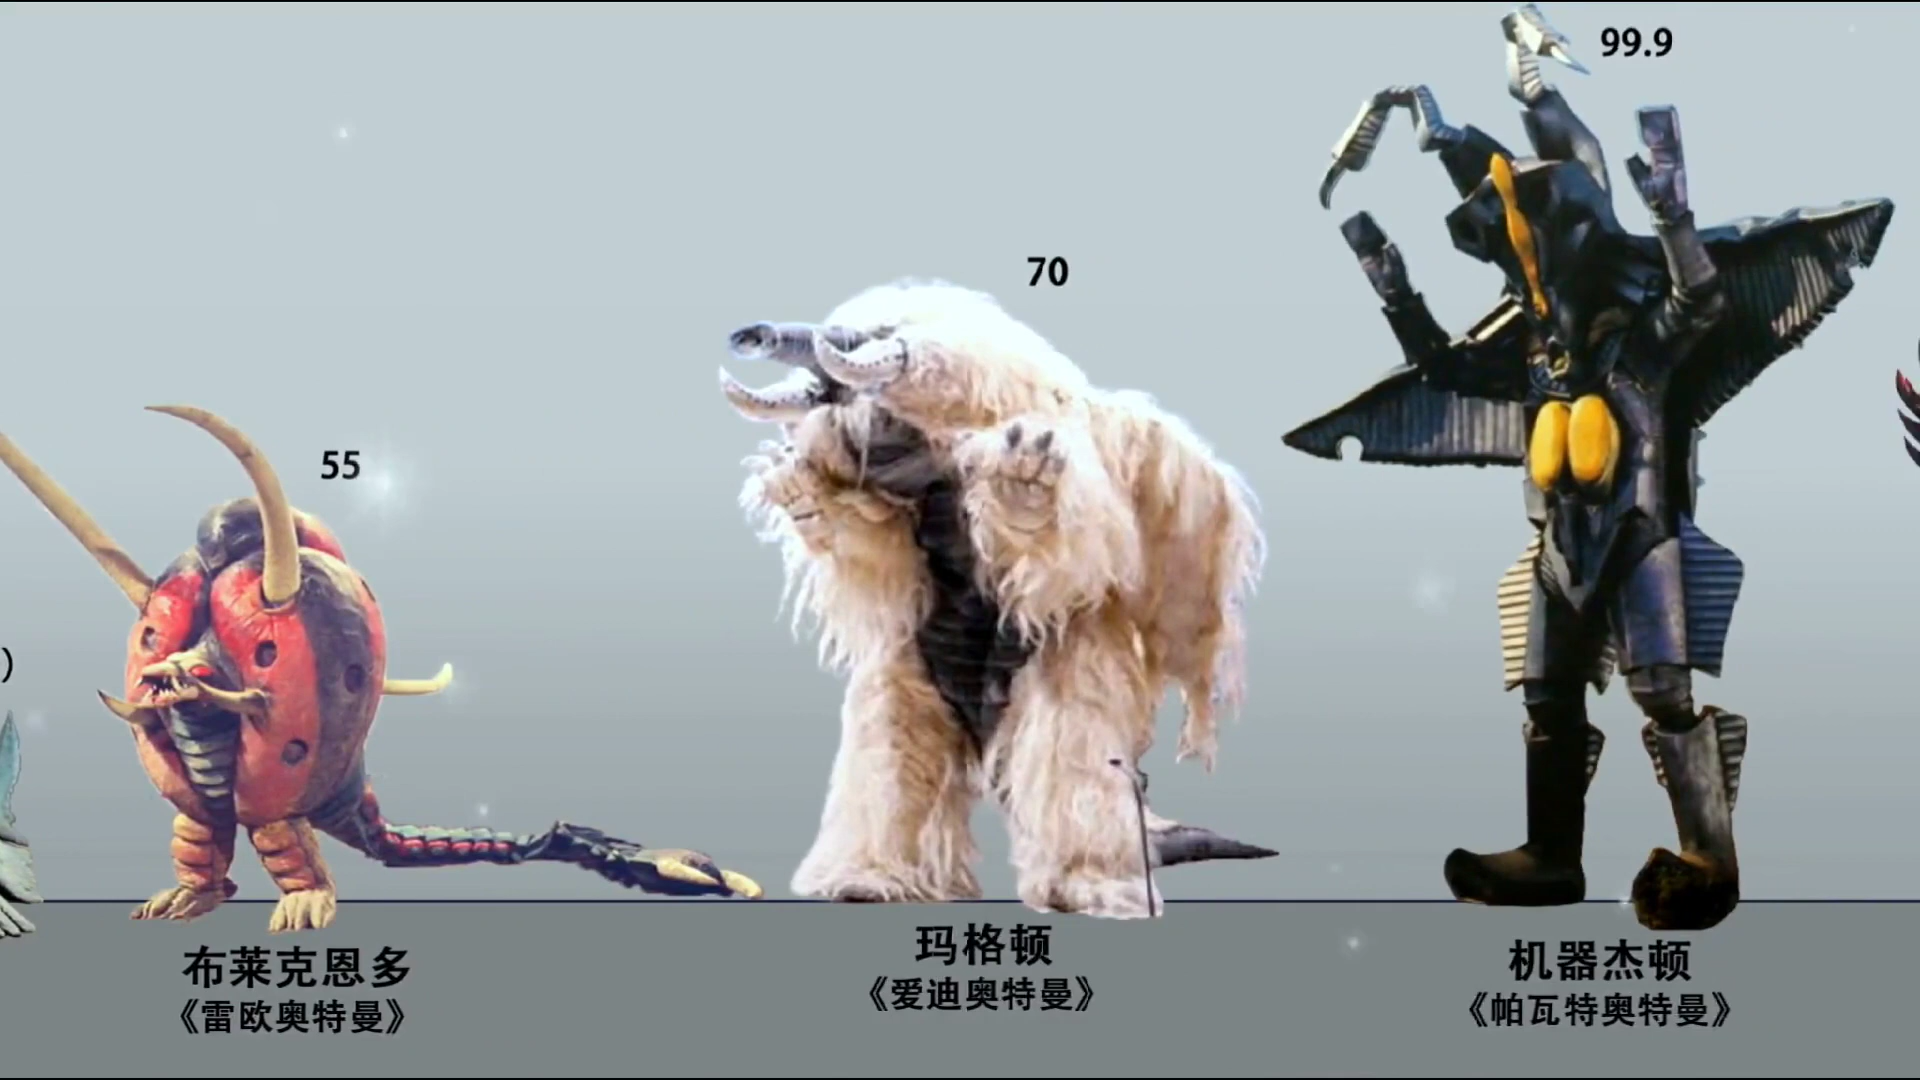 99.9
70
55
)
布莱克恩多
《雷欧奥特曼》
玛格顿
《爱迪奥特曼》
机器杰顿
《帕瓦特奥特曼》